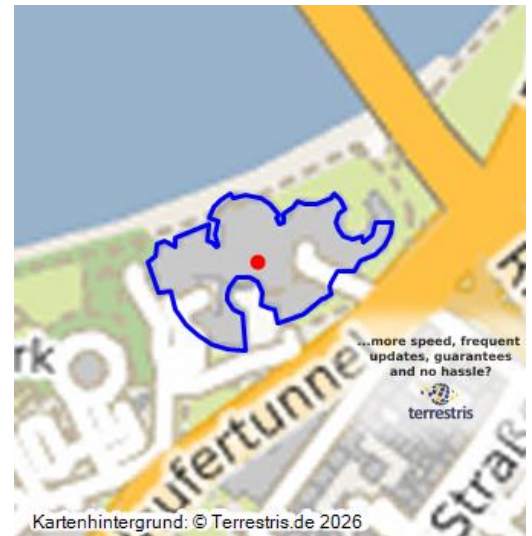 ...more speed, frequent
updates, guarantees
and no hassle?
terrestris
rk
ufertunnel
Straß
Kartenhintergrund: © Terrestris.de 2026